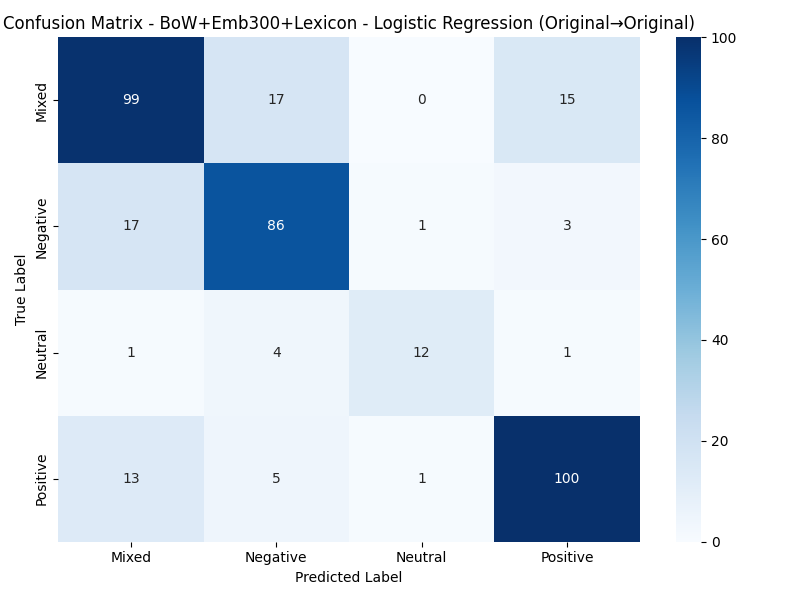 Confusion Matrix - BoW+Emb300+Lexicon - Logistic Regression (Original→Original)
True Label
Mixed 99 17 0 15
Negative 17 86 1 3
Neutral 1 4 12 1
Positive 13 5 1 100
Mixed Negative Neutral Positive
Predicted Label
100
80
60
40
20
0